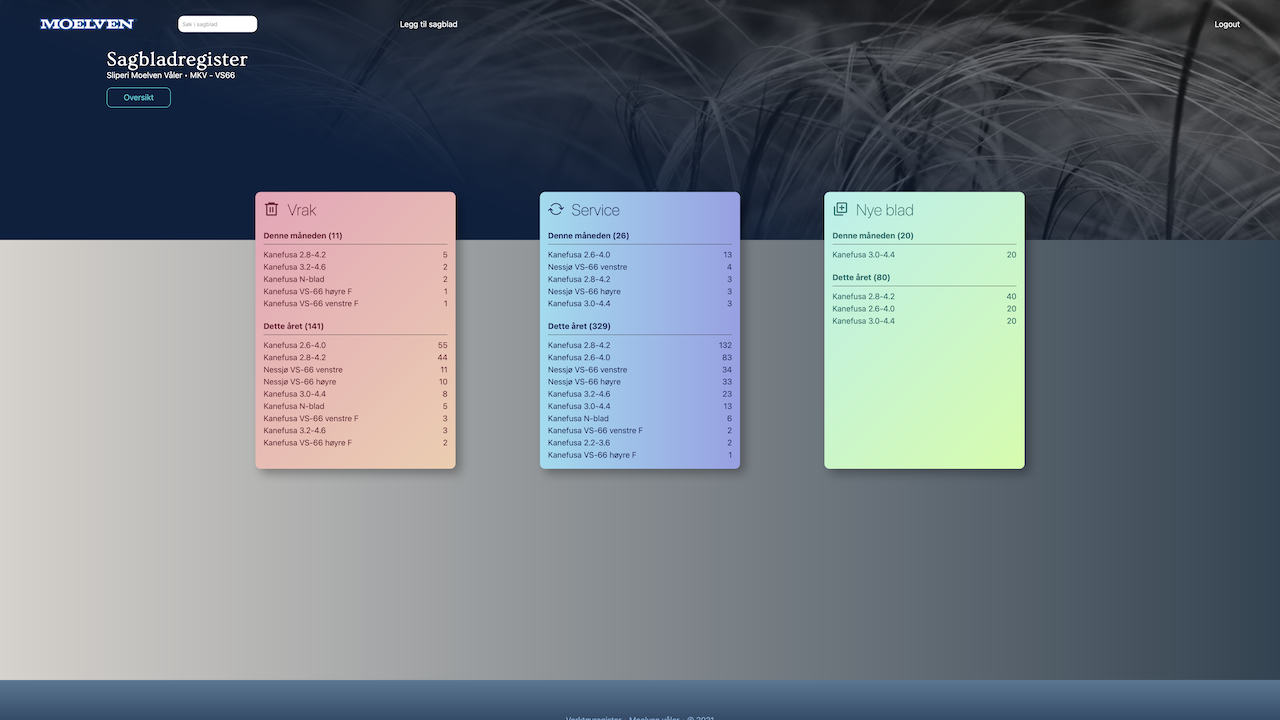 MOELVEN
Søk i sagblad
Legg til sagblad
Logout
Sagbladregister
Sliperi Moelven Våler • MKV - VS66
Oversikt
Vrak
Denne måneden (11)
Kanefusa 2.8-4.2 5
Kanefusa 3.2-4.6 2
Kanefusa N-blad 2
Kanefusa VS-66 høyre F 1
Kanefusa VS-66 venstre F 1
Dette året (141)
Kanefusa 2.6-4.0 55
Kanefusa 2.8-4.2 44
Nessjø VS-66 venstre 11
Nessjø VS-66 høyre 10
Kanefusa 3.0-4.4 8
Kanefusa N-blad 5
Kanefusa VS-66 venstre F 3
Kanefusa 3.2-4.6 3
Kanefusa VS-66 høyre F 2
Service
Denne måneden (26)
Kanefusa 2.6-4.0 13
Nessjø VS-66 venstre 4
Kanefusa 2.8-4.2 3
Nessjø VS-66 høyre 3
Kanefusa 3.0-4.4 3
Dette året (329)
Kanefusa 2.8-4.2 132
Kanefusa 2.6-4.0 83
Nessjø VS-66 venstre 34
Nessjø VS-66 høyre 33
Kanefusa 3.2-4.6 23
Kanefusa 3.0-4.4 13
Kanefusa N-blad 6
Kanefusa VS-66 venstre F 2
Kanefusa 2.2-3.6 2
Kanefusa VS-66 høyre F 1
Nye blad
Denne måneden (20)
Kanefusa 3.0-4.4 20
Dette året (80)
Kanefusa 2.8-4.2 40
Kanefusa 2.6-4.0 20
Kanefusa 3.0-4.4 20
Verktøyregister - Moelven våler - © 2021